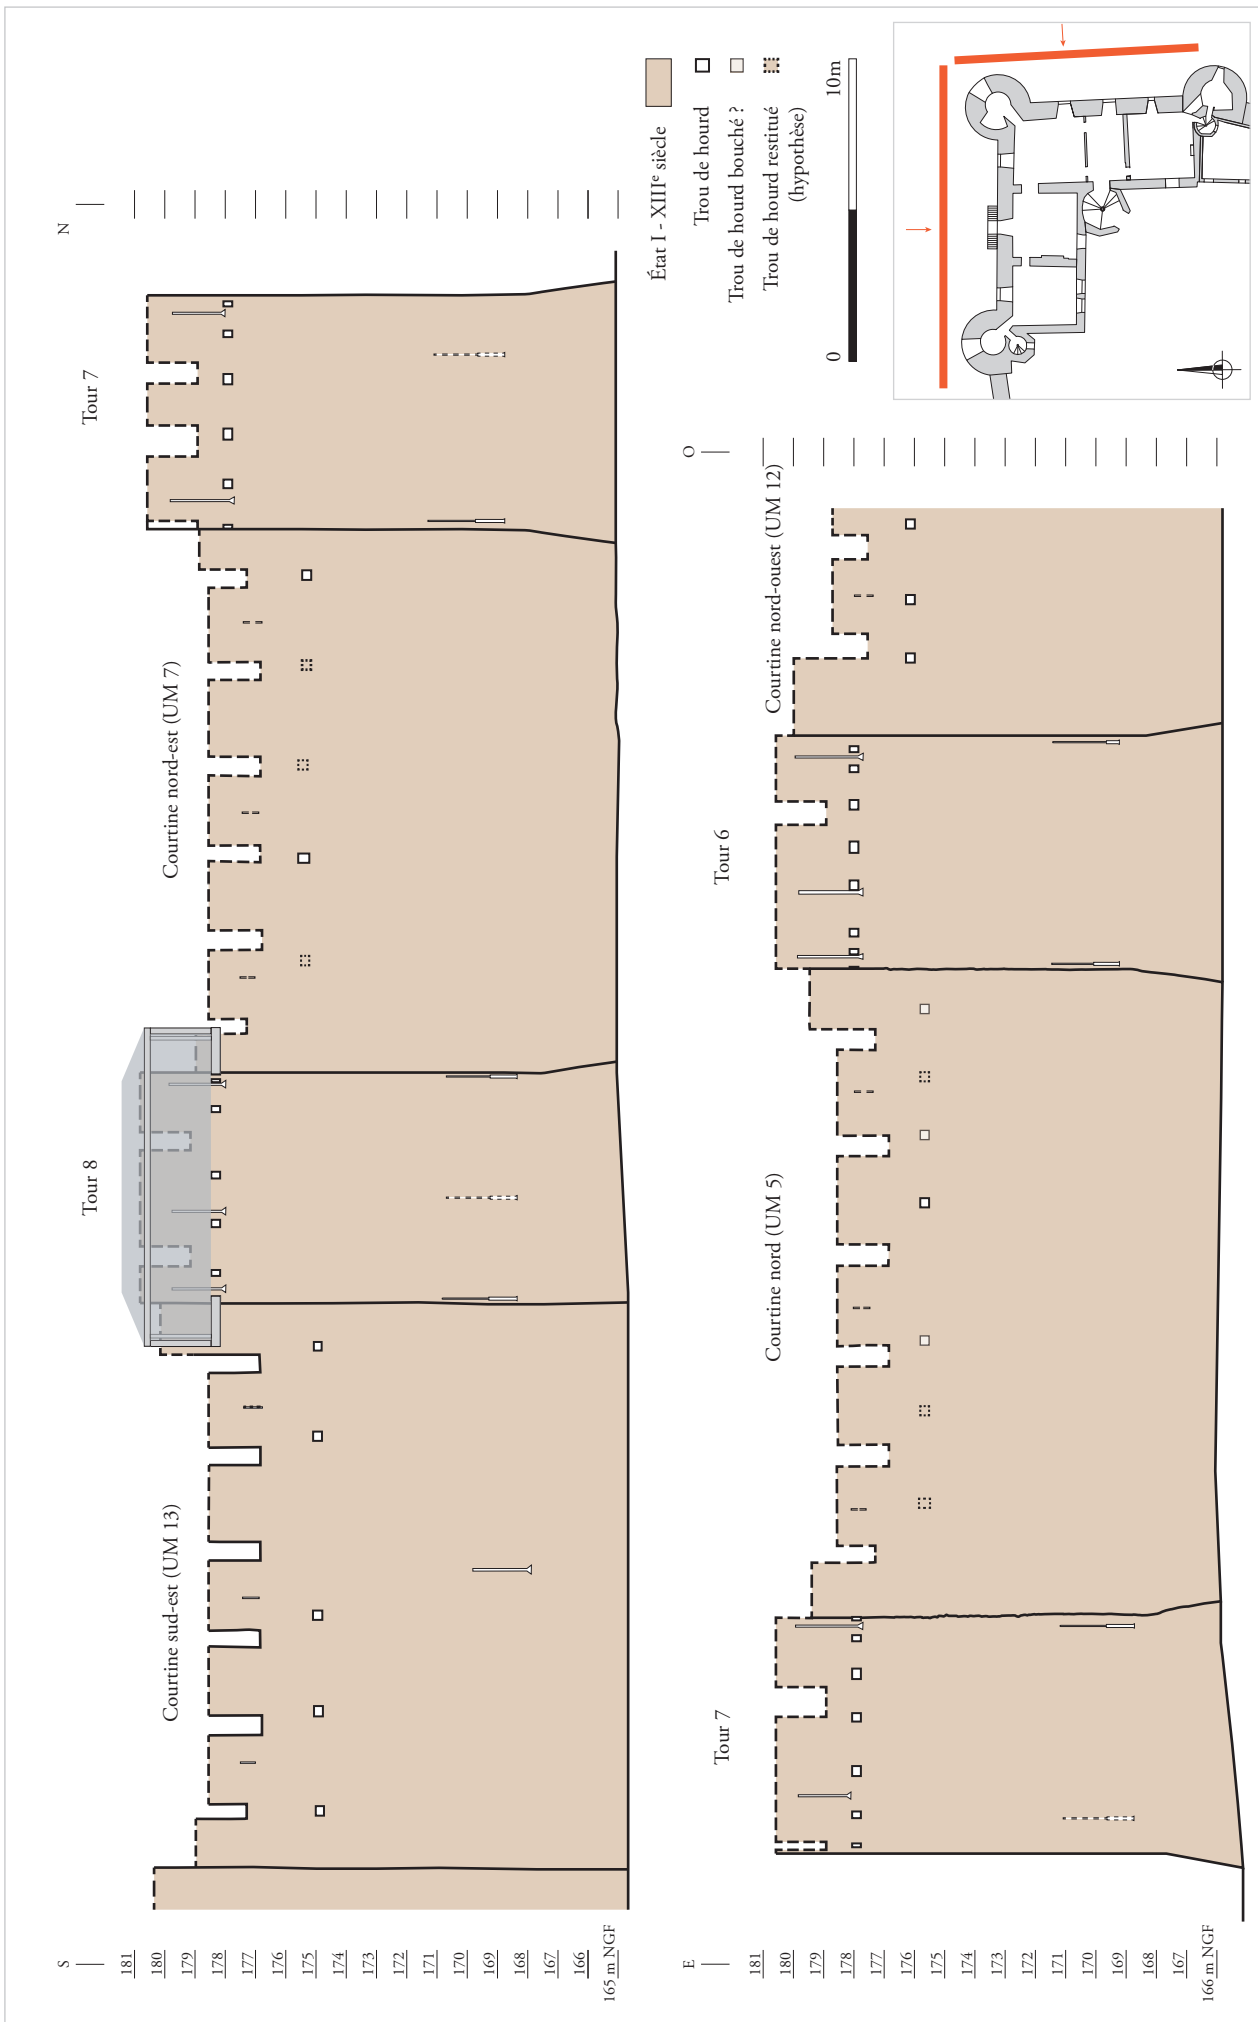 S
N
Tour 8
Tour 7
Courtine sud-est (UM 13)
Courtine nord-est (UM 7)
181
180
179
178
177
176
175
174
173
172
171
170
169
168
167
166
165 m NGF
État I - XIIIe siècle
Trou de hourd
Trou de hourd bouché ?
Trou de hourd restitué
(hypothèse)
0
10m
E
O
Tour 7
Tour 6
Courtine nord (UM 5)
Courtine nord-ouest (UM 12)
181
180
179
178
177
176
175
174
173
172
171
170
169
168
167
166 m NGF